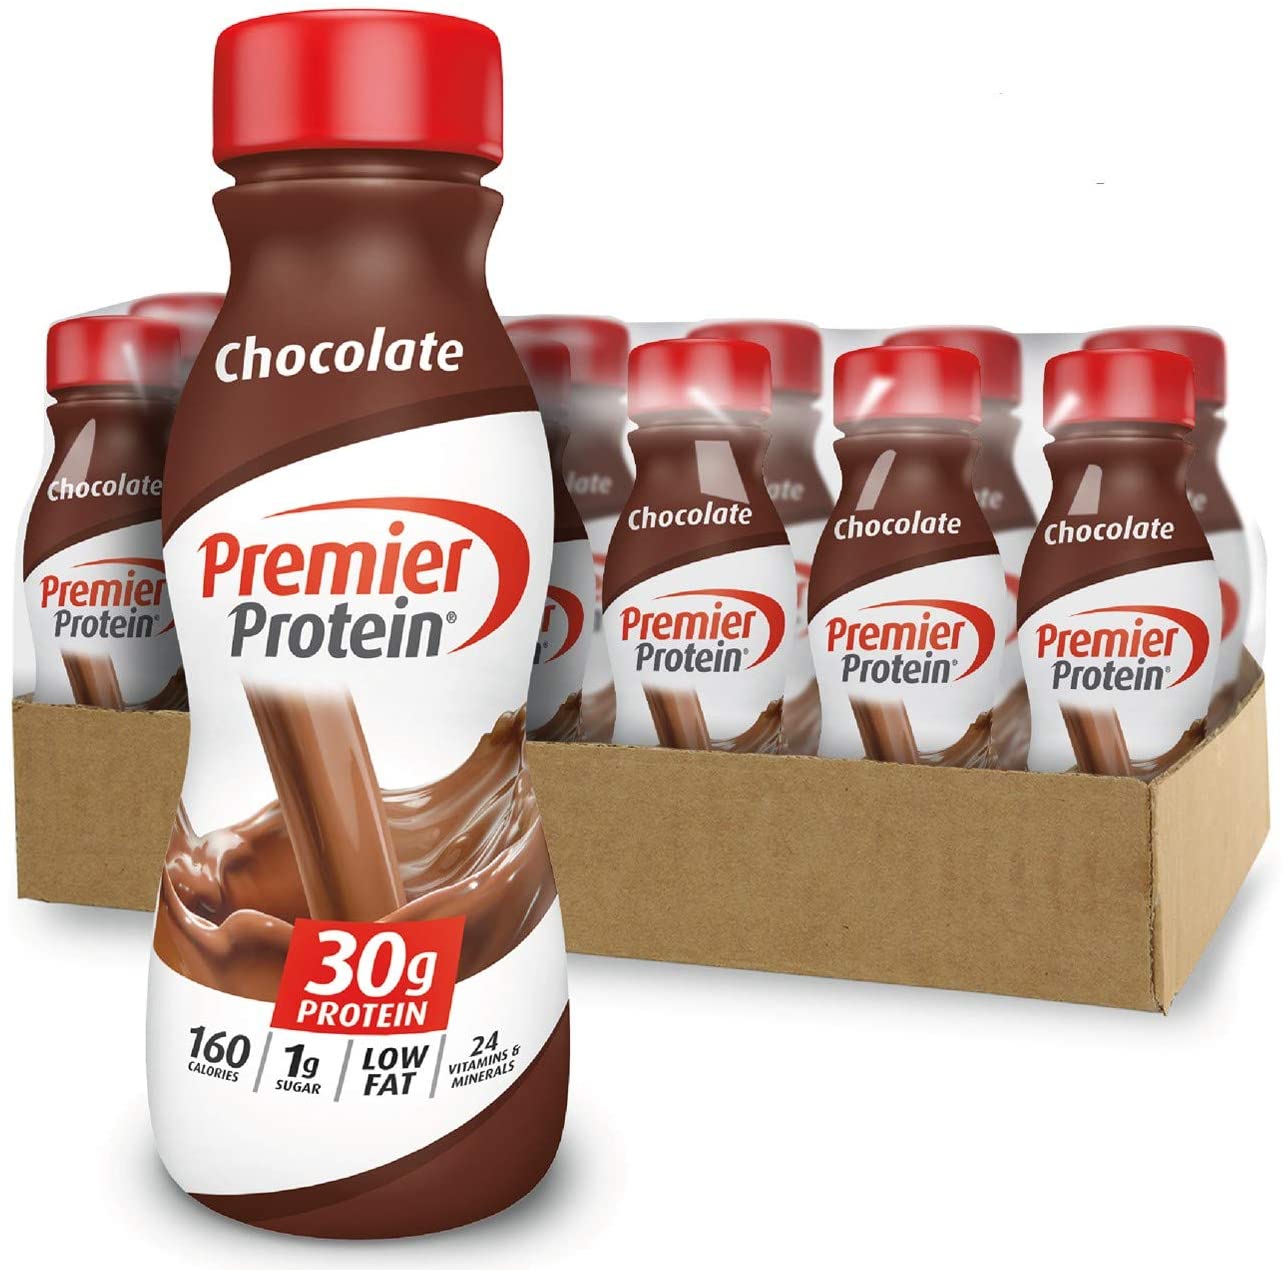 Chocolate
Premier
Protein®
30g
PROTEIN
160
CALORIES
1g
SUGAR
LOW
FAT
24
VITAMINS &
MINERALS
Chocolate
Premier
Protein®
Chocolate
Premier
Protein®
Chocolate
Premier
Protein®
Chocolate
Premier
Protein®